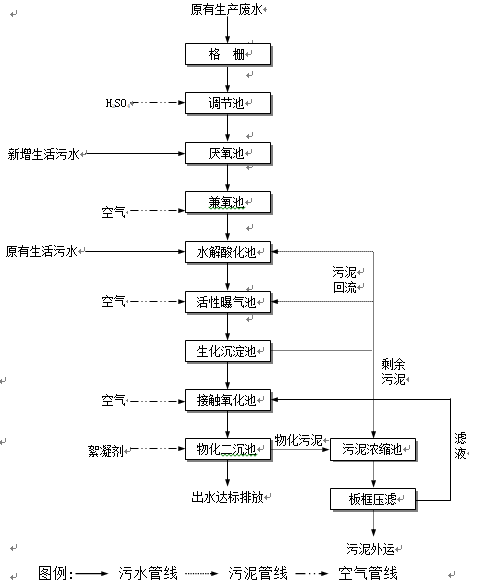 原有生产废水
格 栅
H₂SO₄
调节池
新增生活污水
厌氧池
空气
兼氧池
原有生活污水
水解酸化池
污泥
回流
空气
活性曝气池
生化沉淀池
剩余
污泥
空气
接触氧化池
絮凝剂
物化二沉池
物化污泥
污泥浓缩池
滤
液
出水达标排放
板框压滤
污泥外运
图例: 污水管线 污泥管线 空气管线